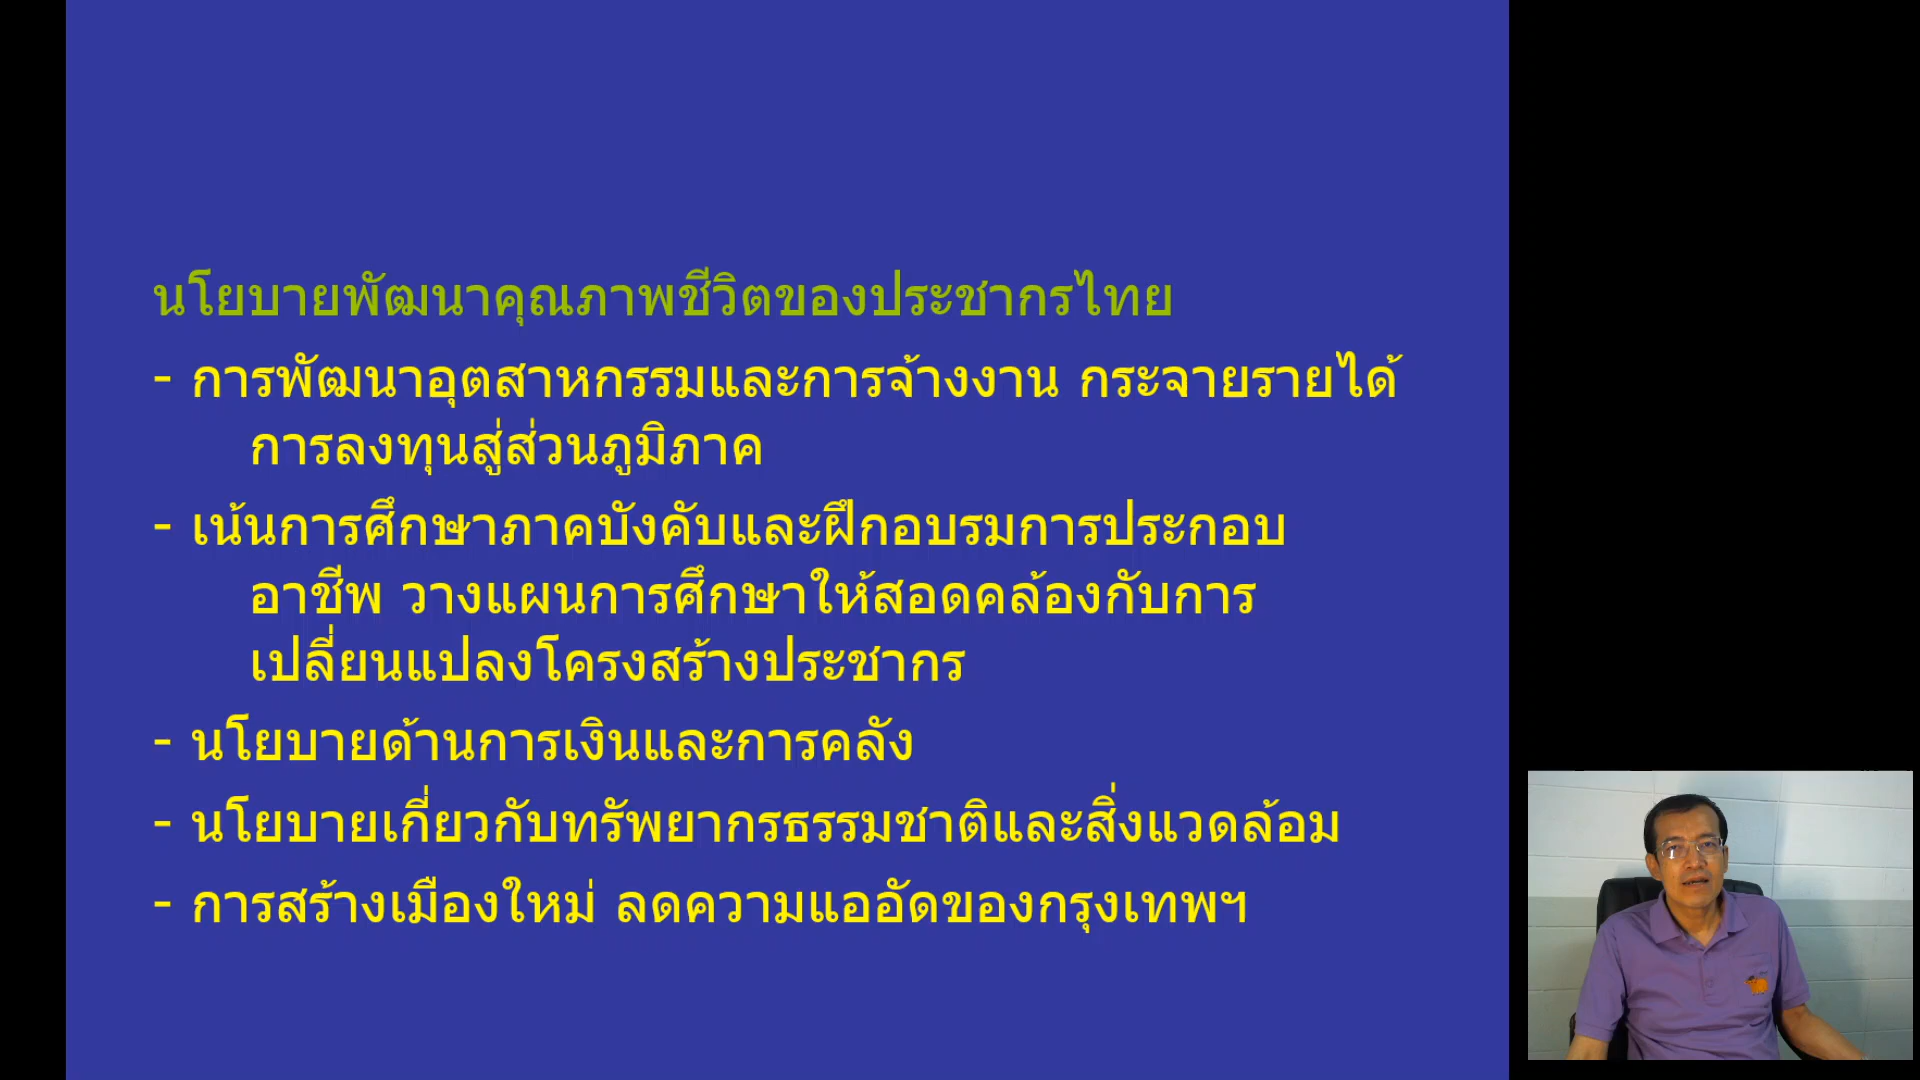 นโยบายพัฒนาคุณภาพชีวิตของประชากรไทย
- การพัฒนาอุตสาหกรรมและการจ้างงาน กระจายรายได้
การลงทุนสู่ส่วนภูมิภาค
- เน้นการศึกษาภาคบังคับและฝึกอบรมการประกอบ
อาชีพ วางแผนการศึกษาให้สอดคล้องกับการ
เปลี่ยนแปลงโครงสร้างประชากร
- นโยบายด้านการเงินและการคลัง
- นโยบายเกี่ยวกับทรัพยากรธรรมชาติและสิ่งแวดล้อม
- การสร้างเมืองใหม่ ลดความแออัดของกรุงเทพฯ